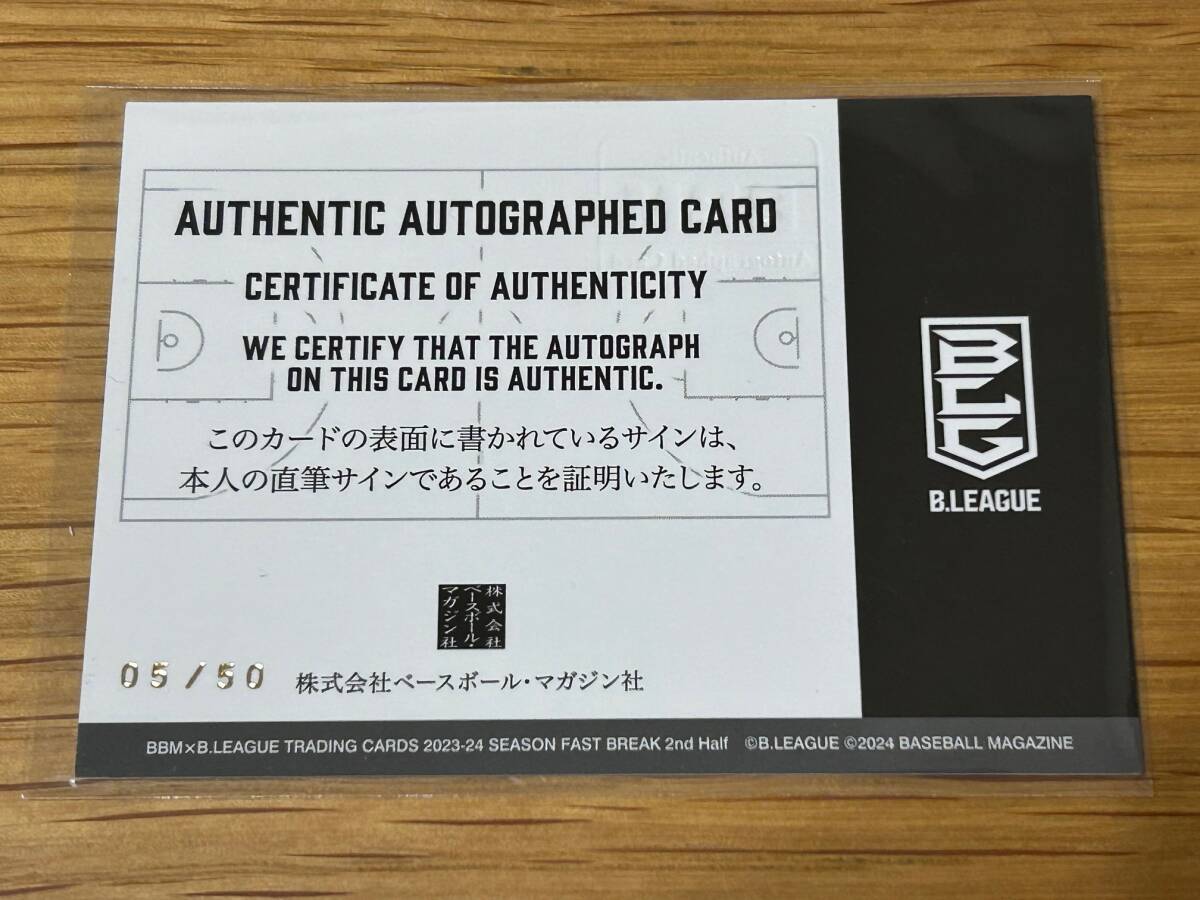 AUTHENTIC AUTOGRAPHED CARD
CERTIFICATE OF AUTHENTICITY
WE CERTIFY THAT THE AUTOGRAPH
ON THIS CARD IS AUTHENTIC.
このカードの表面に書かれているサインは、
本人の直筆サインであることを証明いたします。
B.LEAGUE
株式会社
ベースボール・
マガジン社
05/50
株式会社ベースボール・マガジン社
BBM×B.LEAGUE TRADING CARDS 2023-24 SEASON FAST BREAK 2nd Half ©B.LEAGUE ©2024 BASEBALL MAGAZINE